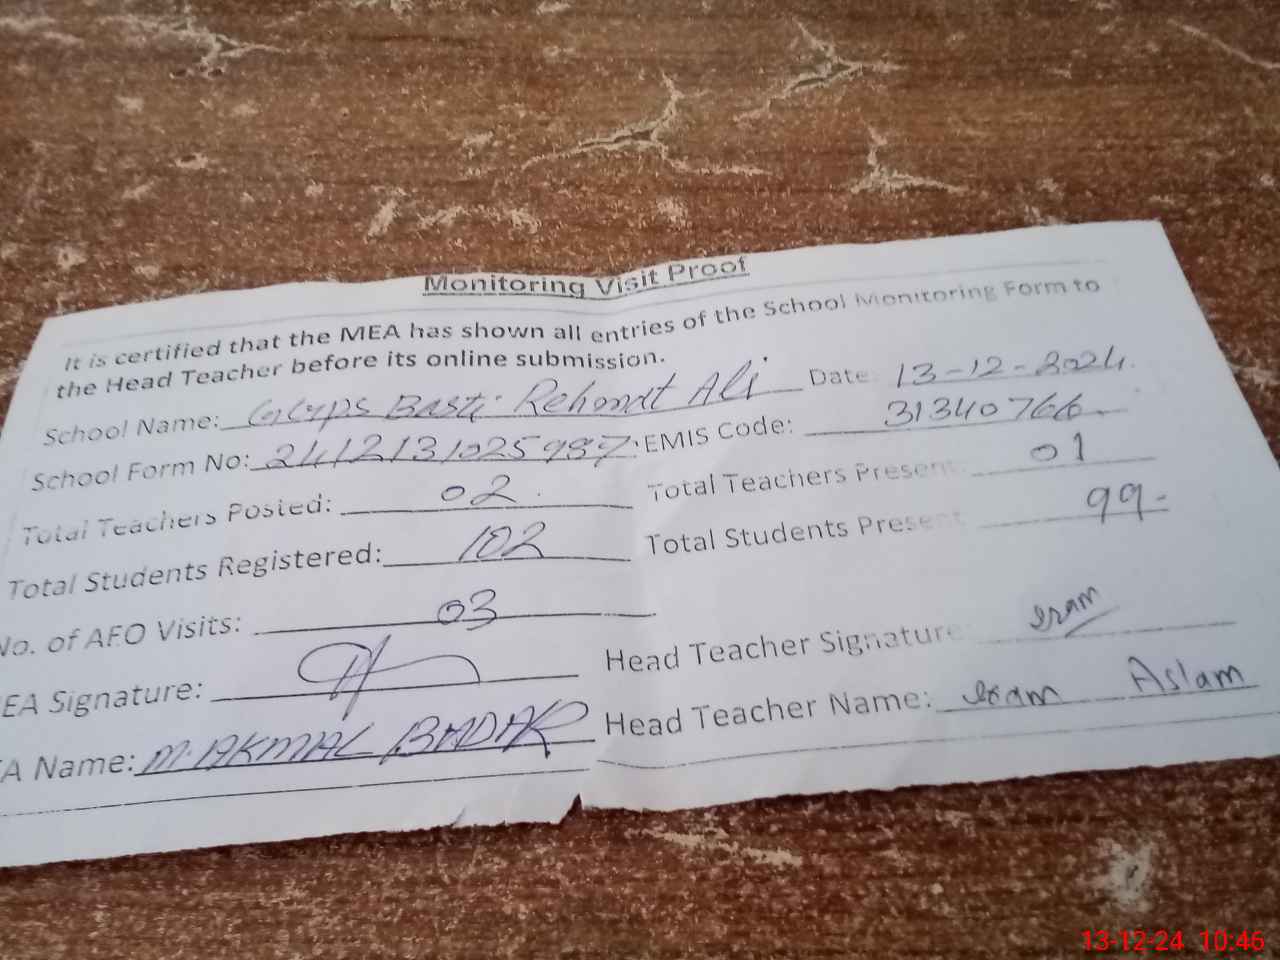 Monitoring Visit Proof
It is certified that the MEA has shown all entries of the School Monitoring Form to
the Head Teacher before its online submission.
School Name: GGPS Basti Rehmat Ali Date: 13-12-2024.
School Form No: 2412131025987 EMIS Code: 31340766
Total Teachers Posted: 02 Total Teachers Present: 01
Total Students Registered: 102 Total Students Present: 99
No. of AEO Visits: 03
EA Signature: Head Teacher Signature: eram
A Name: M. AKMAL BADAR Head Teacher Name: eram Aslam
13-12-24 10:46